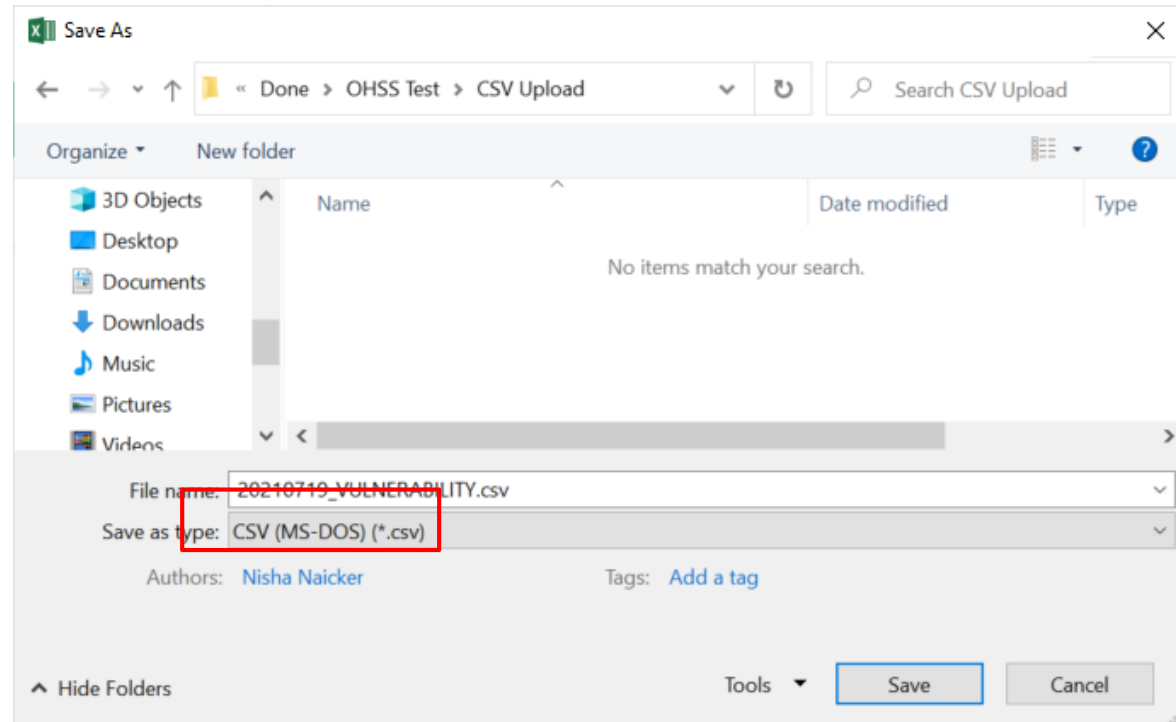 Save As
« Done > OHSS Test > CSV Upload
Search CSV Upload
Organize
New folder
3D Objects
Desktop
Documents
Downloads
Music
Pictures
Videos
Name
Date modified
Type
No items match your search.
File name: 20210719_VULNERABILITY.csv
Save as type: CSV (MS-DOS) (*.csv)
Authors: Nisha Naicker
Tags: Add a tag
Hide Folders
Tools
Save
Cancel